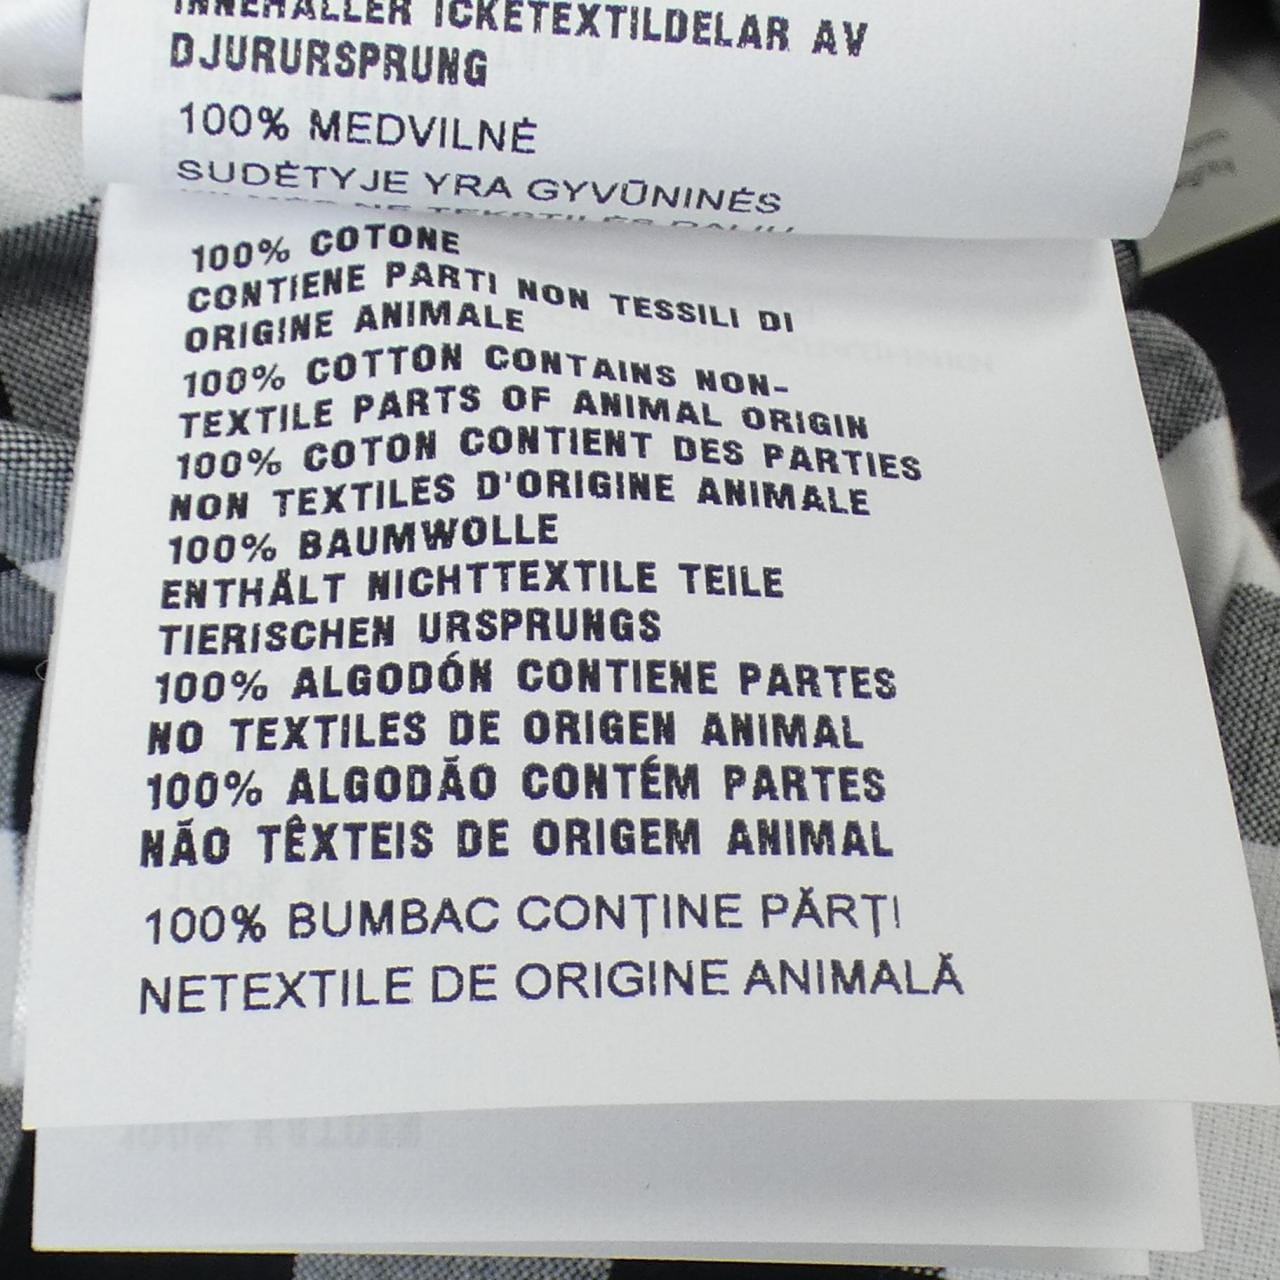 INNEHÅLLER ICKETEXTILDELAR AV
DJURURSPRUNG
100% MEDVILNĖ
SUDĖTYJE YRA GYVŪNINĖS
100% COTONE
CONTIENE PARTI NON TESSILI DI
ORIGINE ANIMALE
100% COTTON CONTAINS NON-
TEXTILE PARTS OF ANIMAL ORIGIN
100% COTON CONTIENT DES PARTIES
NON TEXTILES D'ORIGINE ANIMALE
100% BAUMWOLLE
ENTHÄLT NICHTTEXTILE TEILE
TIERISCHEN URSPRUNGS
100% ALGODÓN CONTIENE PARTES
NO TEXTILES DE ORIGEN ANIMAL
100% ALGODÃO CONTÉM PARTES
NÃO TÊXTEIS DE ORIGEM ANIMAL
100% BUMBAC CONȚINE PĂRȚI
NETEXTILE DE ORIGINE ANIMALĂ